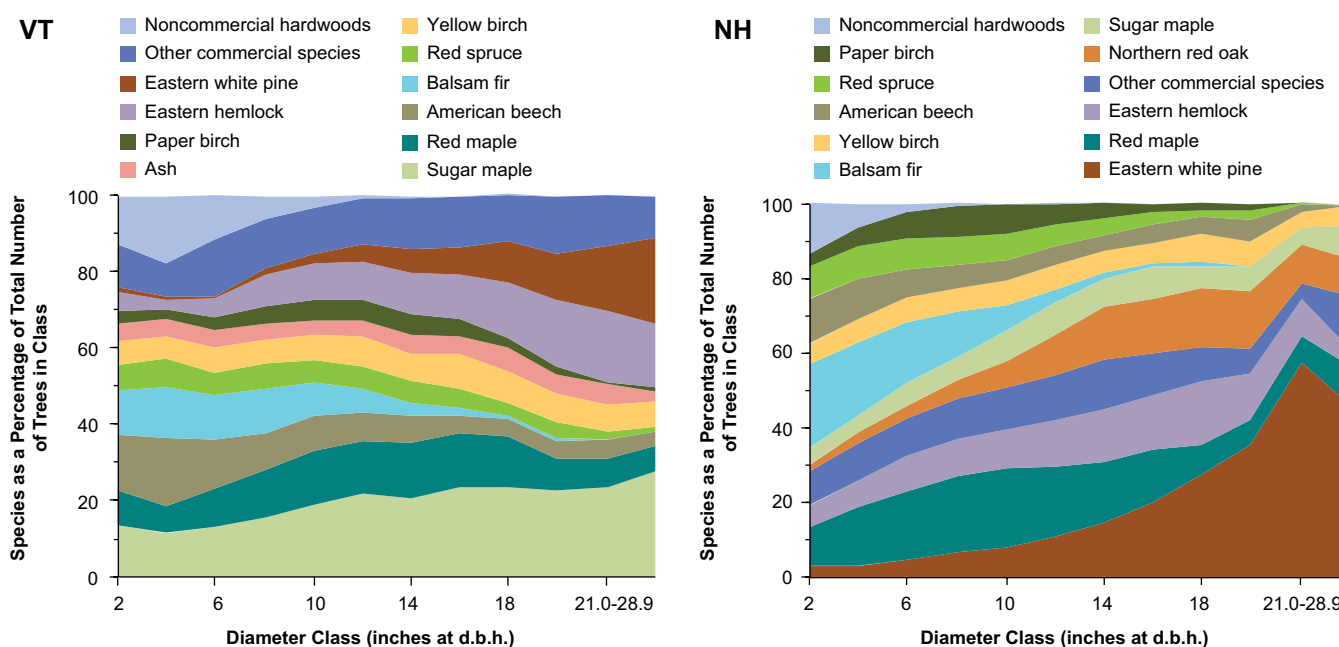 VT
Noncommercial hardwoods
Other commercial species
Eastern white pine
Eastern hemlock
Paper birch
Ash
Yellow birch
Red spruce
Balsam fir
American beech
Red maple
Sugar maple
Species as a Percentage of Total Number
of Trees in Class
100
80
60
40
20
0
2 6 10 14 18 21.0-28.9
Diameter Class (inches at d.b.h.)
NH
Noncommercial hardwoods
Paper birch
Red spruce
American beech
Yellow birch
Balsam fir
Sugar maple
Northern red oak
Other commercial species
Eastern hemlock
Red maple
Eastern white pine
Species as a Percentage of Total Number
of Trees in Class
100
80
60
40
20
0
2 6 10 14 18 21.0-28.9
Diameter Class (inches at d.b.h.)